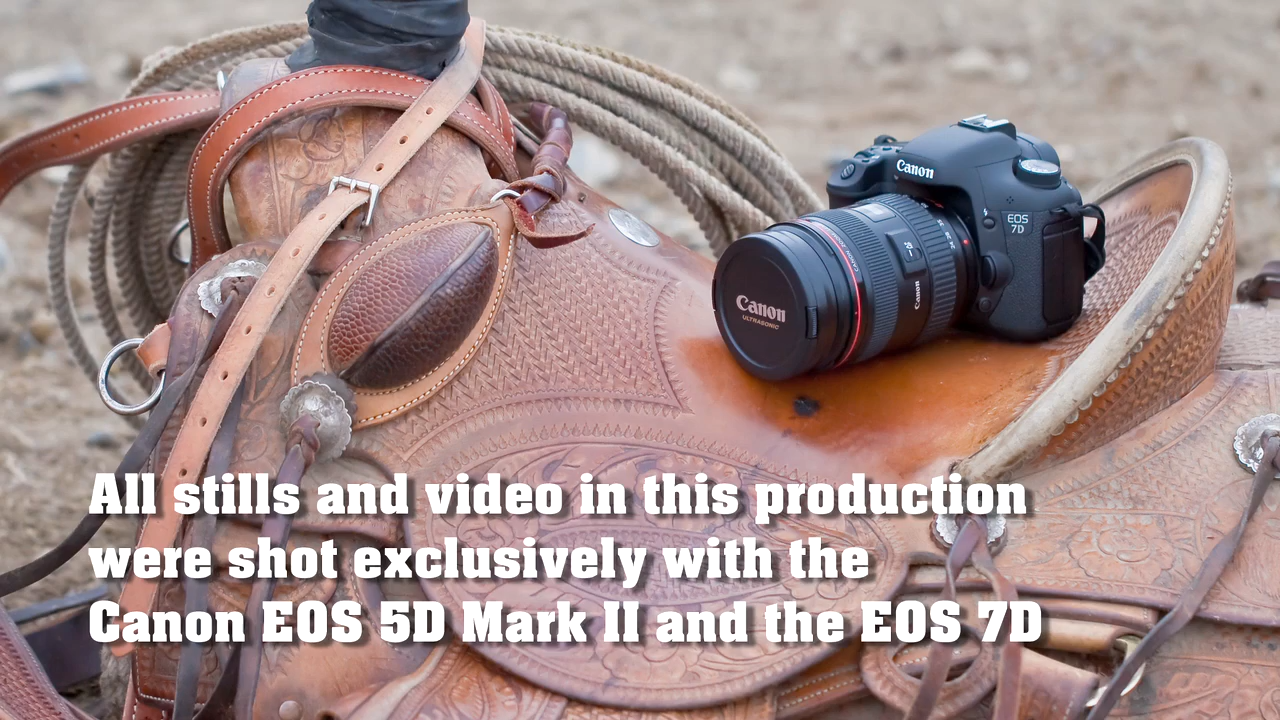 Canon
EOS
7D
Canon
ULTRASONIC
Canon
All stills and video in this production
were shot exclusively with the
Canon EOS 5D Mark II and the EOS 7D